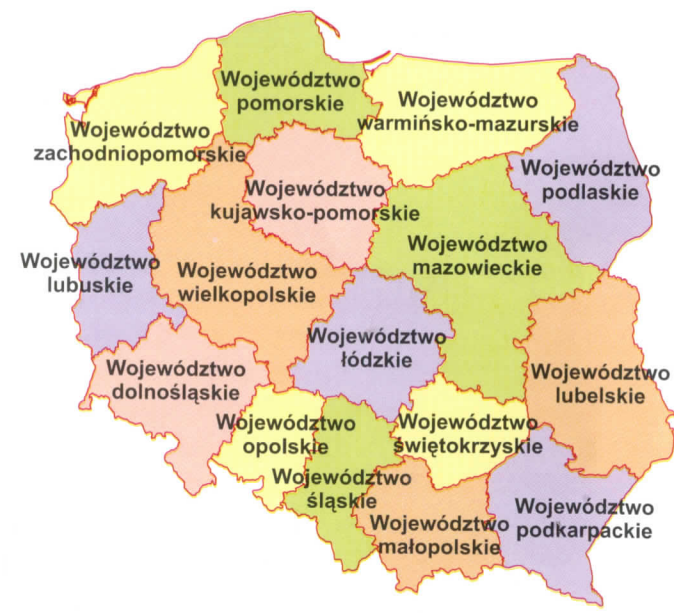 Województwo
pomorskie
Województwo
warmińsko-mazurskie
Województwo
zachodniopomorskie
Województwo
podlaskie
Województwo
kujawsko-pomorskie
Województwo
mazowieckie
Województwo
lubuskie
Województwo
wielkopolskie
Województwo
łódzkie
Województwo
dolnośląskie
Województwo
lubelskie
Województwo
opolskie
Województwo
świętokrzyskie
Województwo
śląskie
Województwo
małopolskie
Województwo
podkarpackie